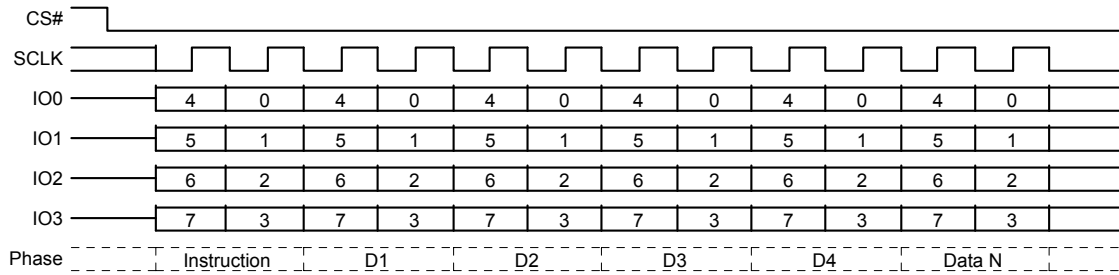 CS#
SCLK
IO0 4 0 4 0 4 0 4 0 4 0 4 0
IO1 5 1 5 1 5 1 5 1 5 1 5 1
IO2 6 2 6 2 6 2 6 2 6 2 6 2
IO3 7 3 7 3 7 3 7 3 7 3 7 3
Phase Instruction D1 D2 D3 D4 Data N